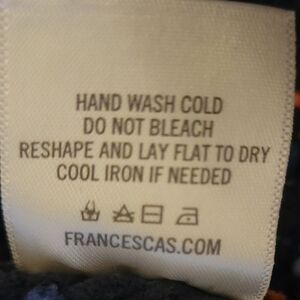 HAND WASH COLD
DO NOT BLEACH
RESHAPE AND LAY FLAT TO DRY
COOL IRON IF NEEDED
FRANCESCAS.COM